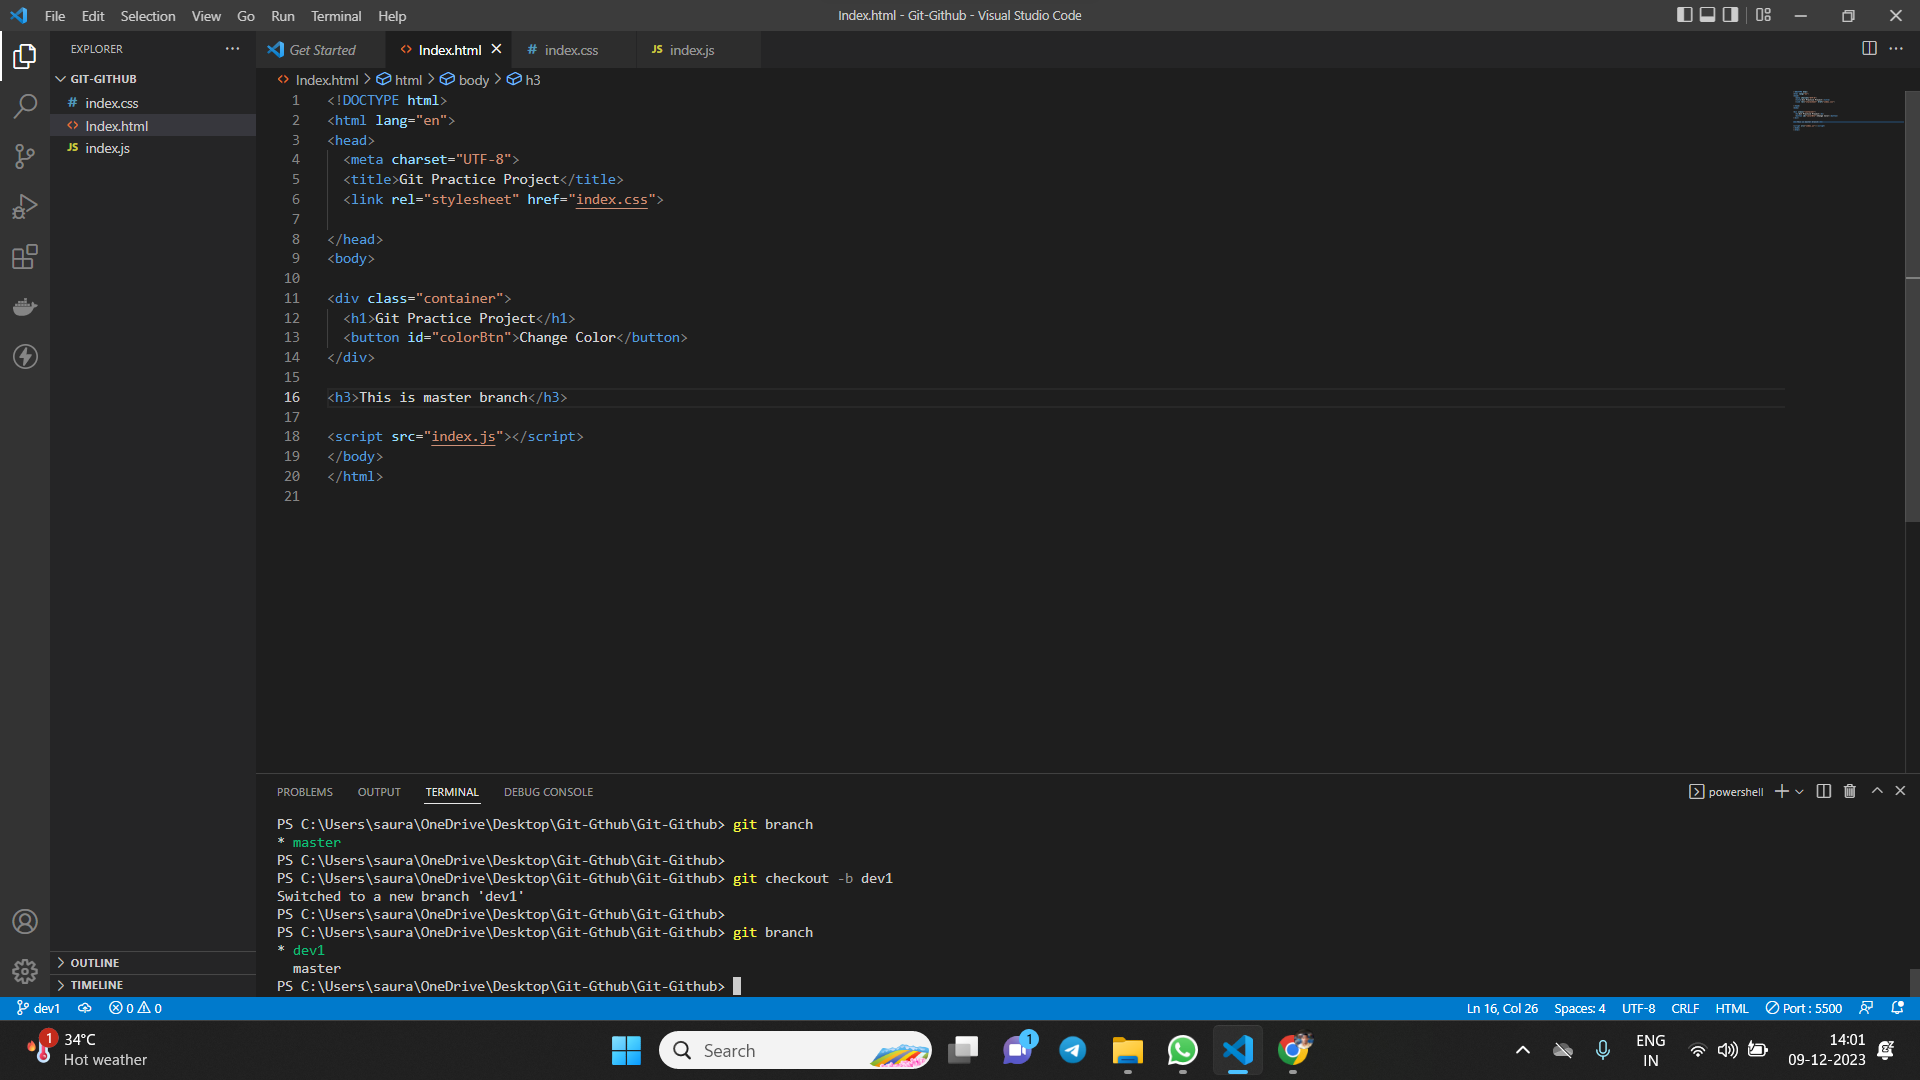 File Edit Selection View Go Run Terminal Help
Index.html - Git-Github - Visual Studio Code
EXPLORER
GIT-GITHUB
# index.css
<> Index.html
JS index.js
OUTLINE
TIMELINE
Get Started
<> Index.html
# index.css
JS index.js
<> Index.html > html > body > h3
1 <!DOCTYPE html>
2 <html lang="en">
3 <head>
4 <meta charset="UTF-8">
5 <title>Git Practice Project</title>
6 <link rel="stylesheet" href="index.css">
7
8 </head>
9 <body>
10
11 <div class="container">
12 <h1>Git Practice Project</h1>
13 <button id="colorBtn">Change Color</button>
14 </div>
15
16 <h3>This is master branch</h3>
17
18 <script src="index.js"></script>
19 </body>
20 </html>
21
PROBLEMS OUTPUT TERMINAL DEBUG CONSOLE
powershell
PS C:\Users\saura\OneDrive\Desktop\Git-Gthub\Git-Github> git branch
* master
PS C:\Users\saura\OneDrive\Desktop\Git-Gthub\Git-Github>
PS C:\Users\saura\OneDrive\Desktop\Git-Gthub\Git-Github> git checkout -b dev1
Switched to a new branch 'dev1'
PS C:\Users\saura\OneDrive\Desktop\Git-Gthub\Git-Github>
PS C:\Users\saura\OneDrive\Desktop\Git-Gthub\Git-Github> git branch
* dev1
master
PS C:\Users\saura\OneDrive\Desktop\Git-Gthub\Git-Github>
dev1 0 0
Ln 16, Col 26 Spaces: 4 UTF-8 CRLF HTML Port : 5500
1
34°C
Hot weather
Search
1
ENG
IN
14:01
09-12-2023